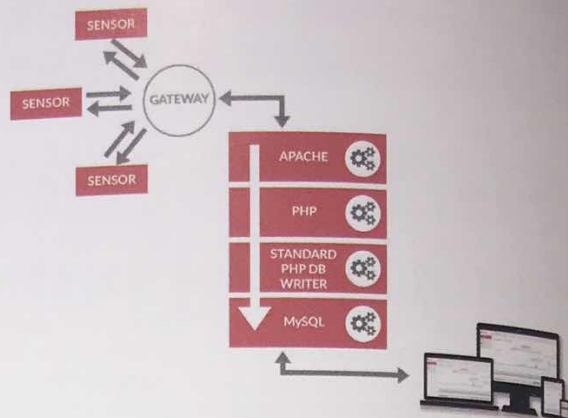 SENSOR
SENSOR
GATEWAY
SENSOR
APACHE
PHP
STANDARD
PHP DB
WRITER
MySQL